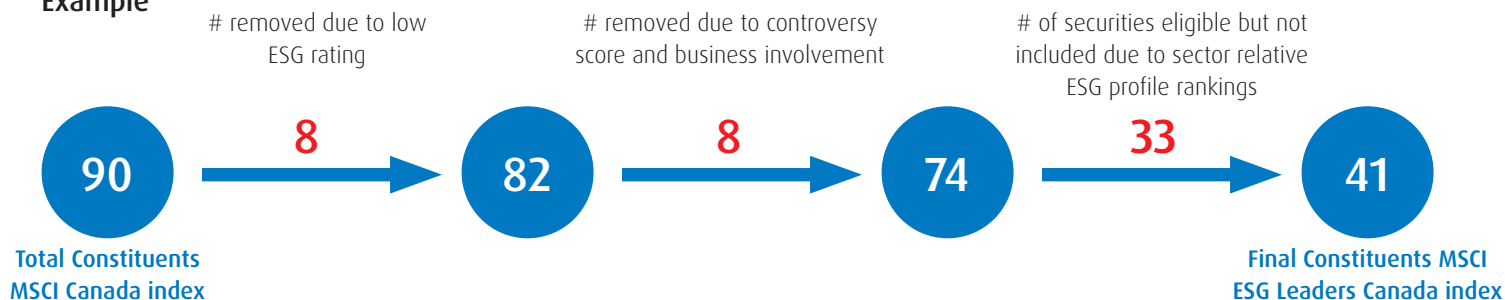 Example
# removed due to low
ESG rating
# removed due to controversy
score and business involvement
# of securities eligible but not
included due to sector relative
ESG profile rankings
8
8
33
90
82
74
41
Total Constituents
MSCI Canada index
Final Constituents MSCI
ESG Leaders Canada index